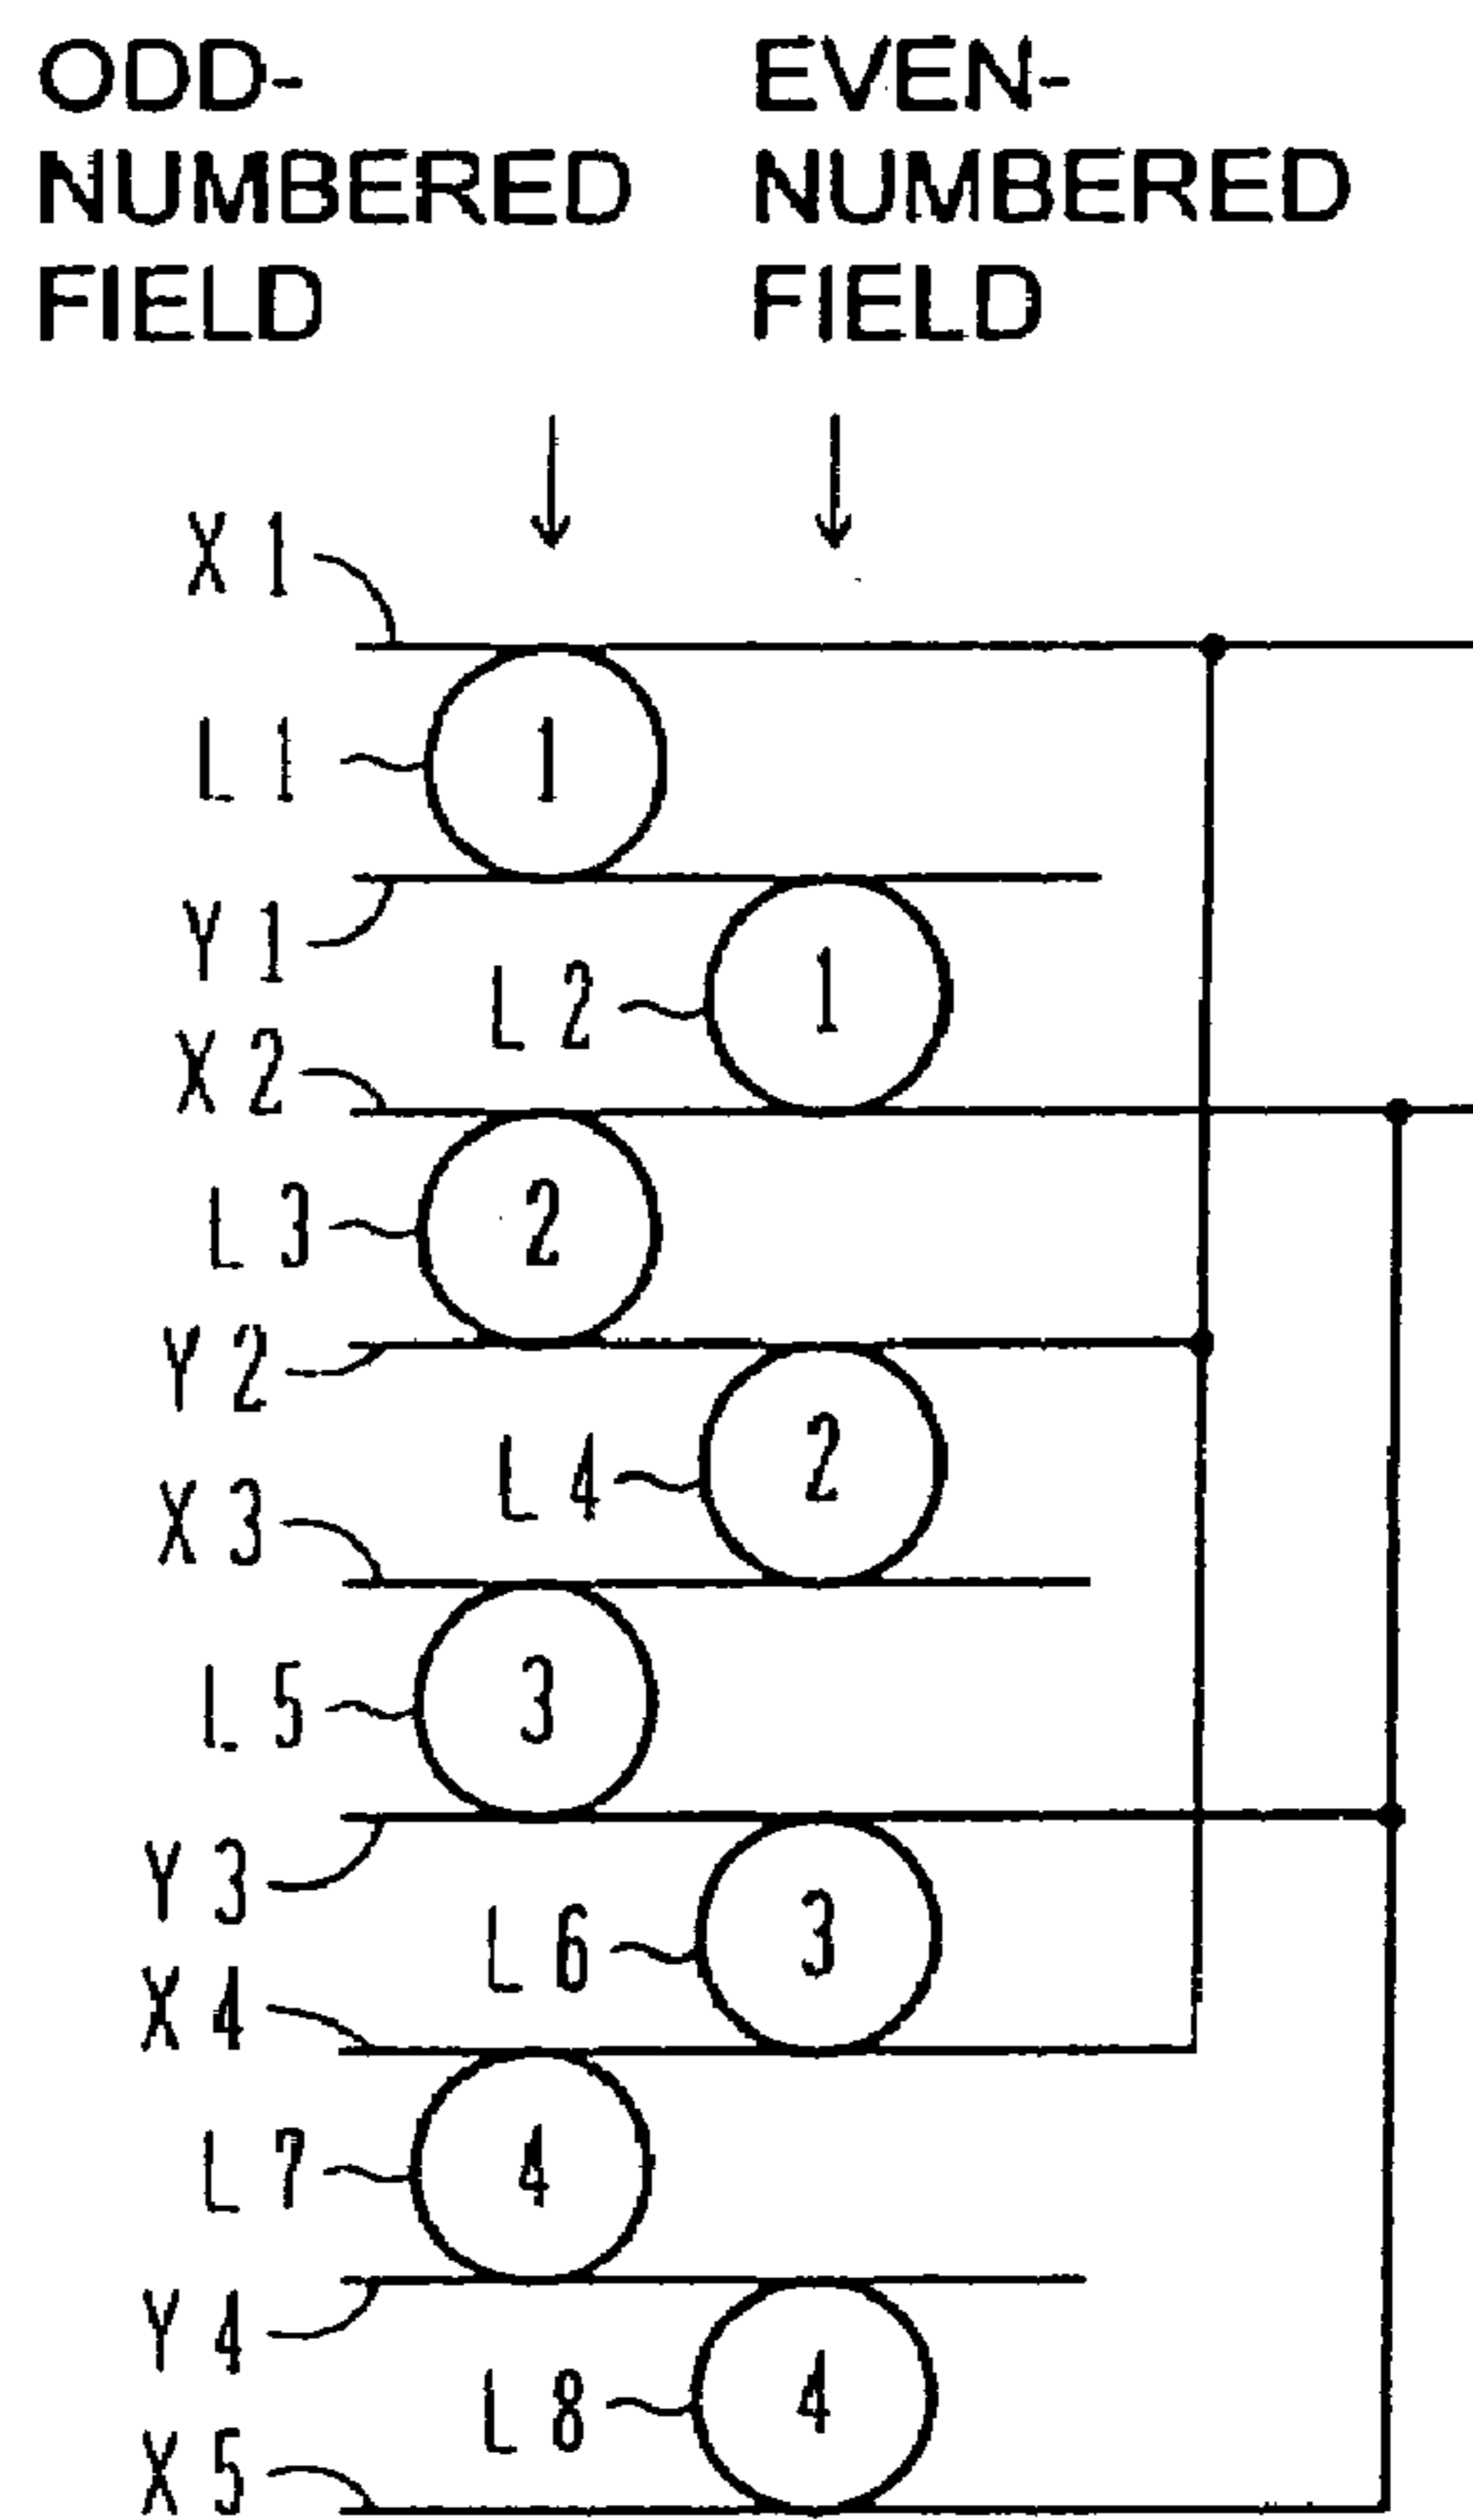 ODD-
NUMBERED
FIELD
EVEN-
NUMBERED
FIELD
X 1
L 1
1
Y 1
L 2
1
X 2
L 3
2
Y 2
L 4
2
X 3
L 5
3
Y 3
L 6
3
X 4
L 7
4
Y 4
L 8
4
X 5